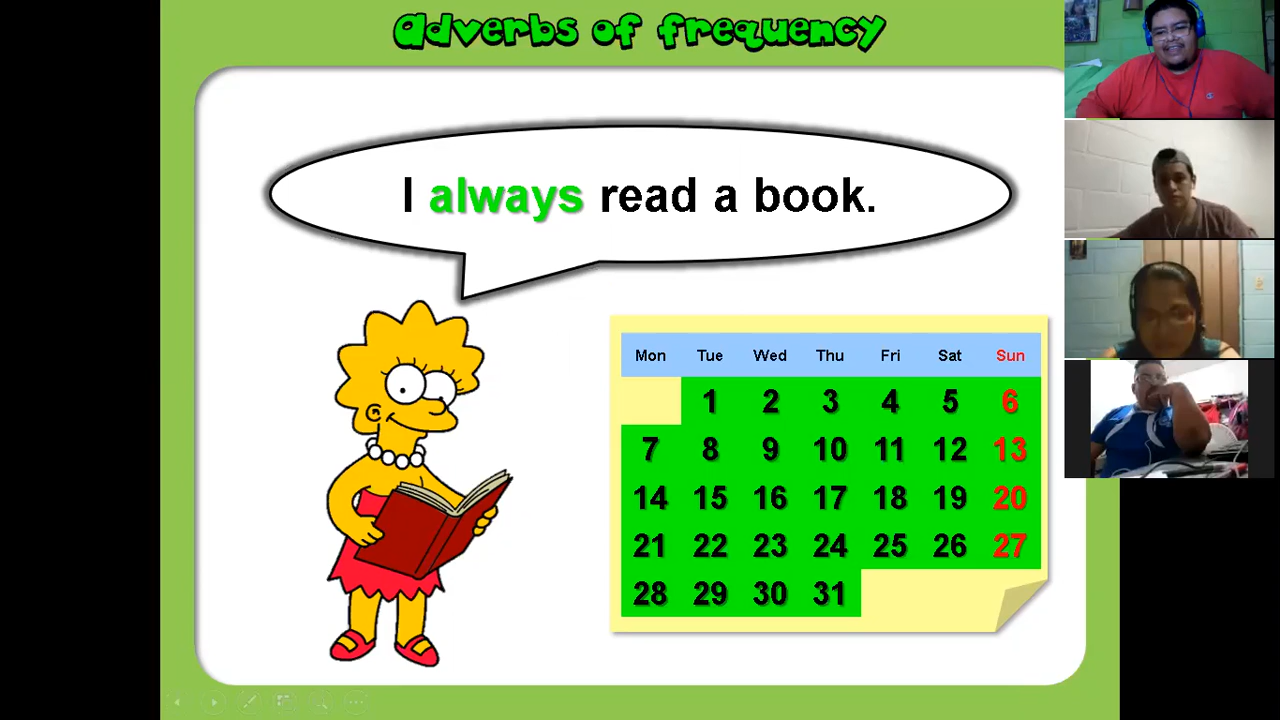 Adverbs of frequency
I always read a book.
Mon Tue Wed Thu Fri Sat Sun
1 2 3 4 5 6
7 8 9 10 11 12 13
14 15 16 17 18 19 20
21 22 23 24 25 26 27
28 29 30 31